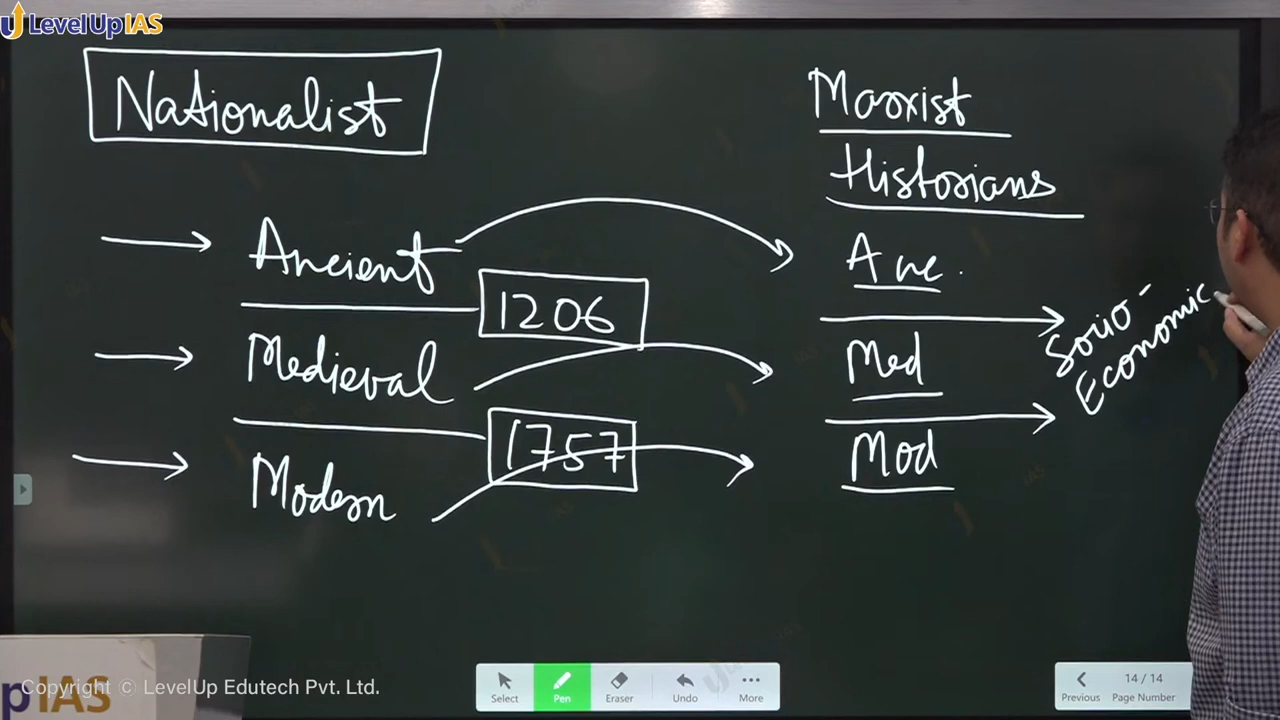 LevelUp IAS
Nationalist
Marxist
Historians
Ancient
Anc.
1206
Socio-
Economic
Medieval
Med
1757
Modern
Mod
pIAS
Copyright © LevelUp Edutech Pvt. Ltd.
Select
Pen
Eraser
Undo
More
Previous
14 / 14
Page Number